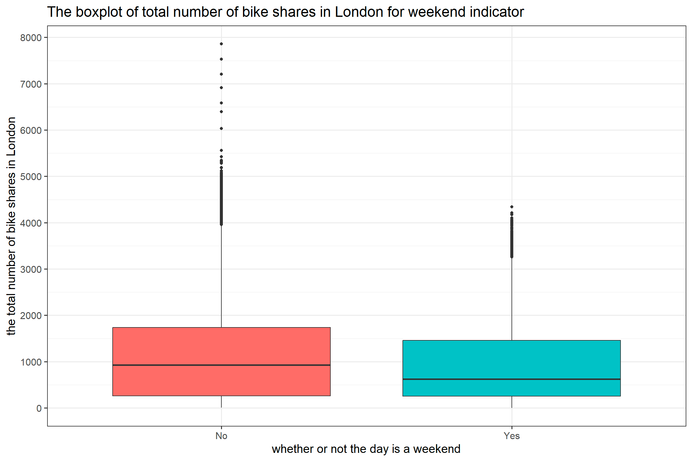 The boxplot of total number of bike shares in London for weekend indicator
the total number of bike shares in London
8000
7000
6000
5000
4000
3000
2000
1000
0
No Yes
whether or not the day is a weekend